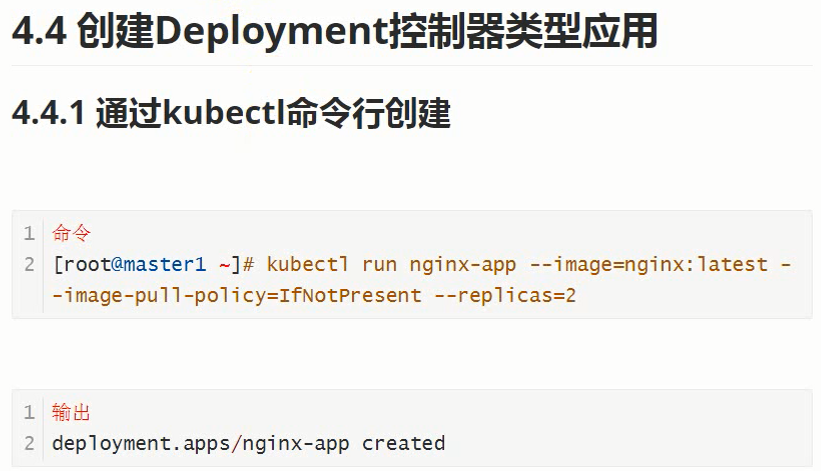 4.4 创建Deployment控制器类型应用
4.4.1 通过kubectl命令行创建
1 命令
2 [root@master1 ~]# kubectl run nginx-app --image=nginx:latest -
-image-pull-policy=IfNotPresent --replicas=2
1 输出
2 deployment.apps/nginx-app created